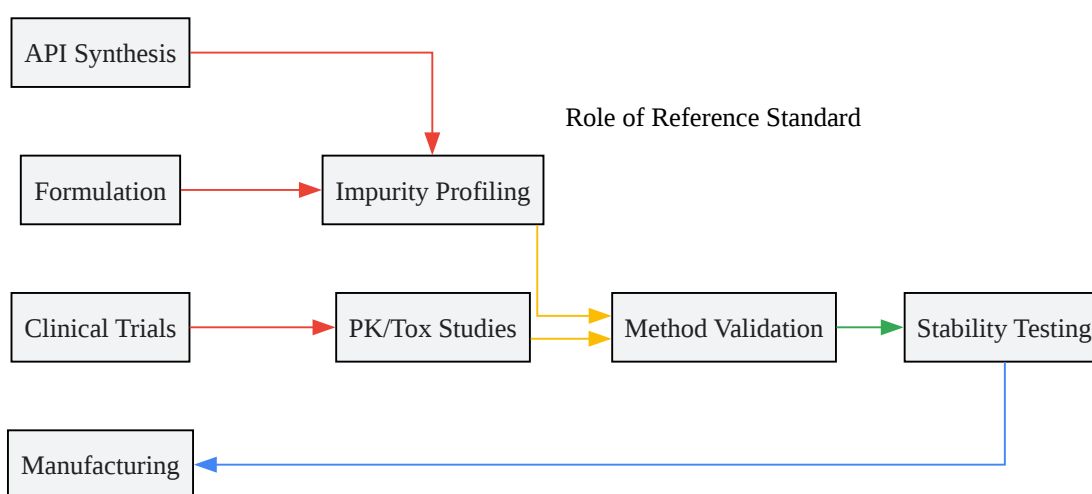 API Synthesis
Role of Reference Standard
Formulation
Impurity Profiling
Clinical Trials
PK/Tox Studies
Method Validation
Stability Testing
Manufacturing